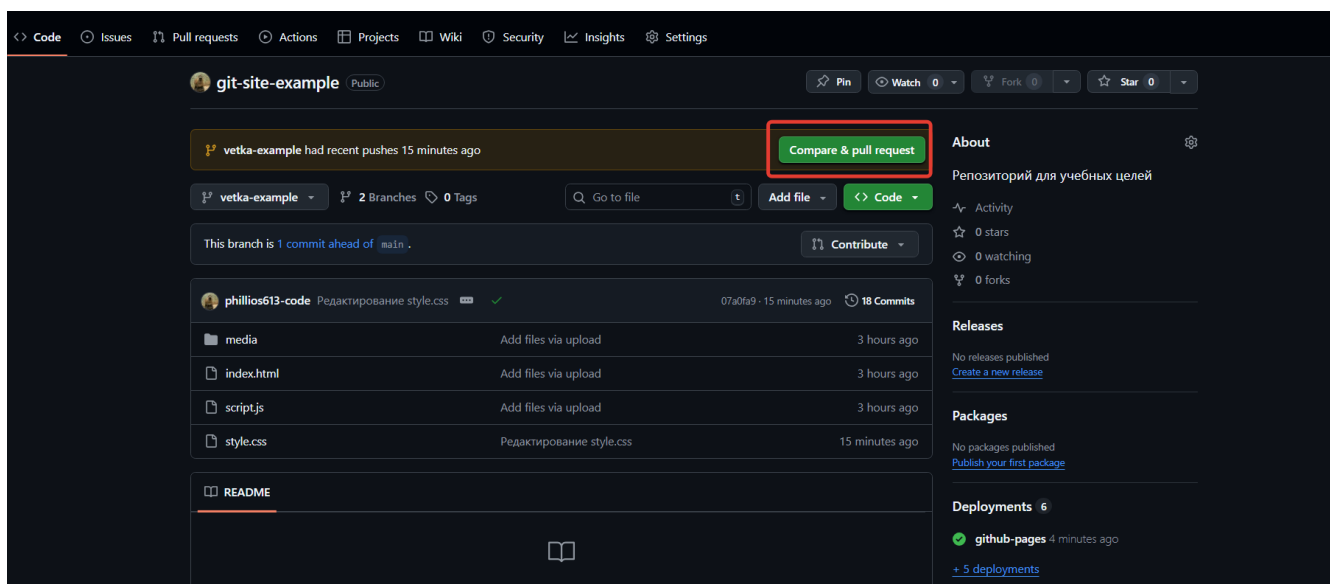 Code Issues Pull requests Actions Projects Wiki Security Insights Settings
git-site-example Public Pin Watch 0 Fork 0 Star 0
vetka-example had recent pushes 15 minutes ago Compare & pull request
vetka-example 2 Branches 0 Tags Go to file t Add file <> Code
This branch is 1 commit ahead of main . Contribute
phillios613-code Редактирование style.css 07a0fa9 · 15 minutes ago 18 Commits
media Add files via upload 3 hours ago
index.html Add files via upload 3 hours ago
script.js Add files via upload 3 hours ago
style.css Редактирование style.css 15 minutes ago
README
About
Репозиторий для учебных целей
Activity
0 stars
0 watching
0 forks
Releases
No releases published
Create a new release
Packages
No packages published
Publish your first package
Deployments 6
github-pages 4 minutes ago
+ 5 deployments